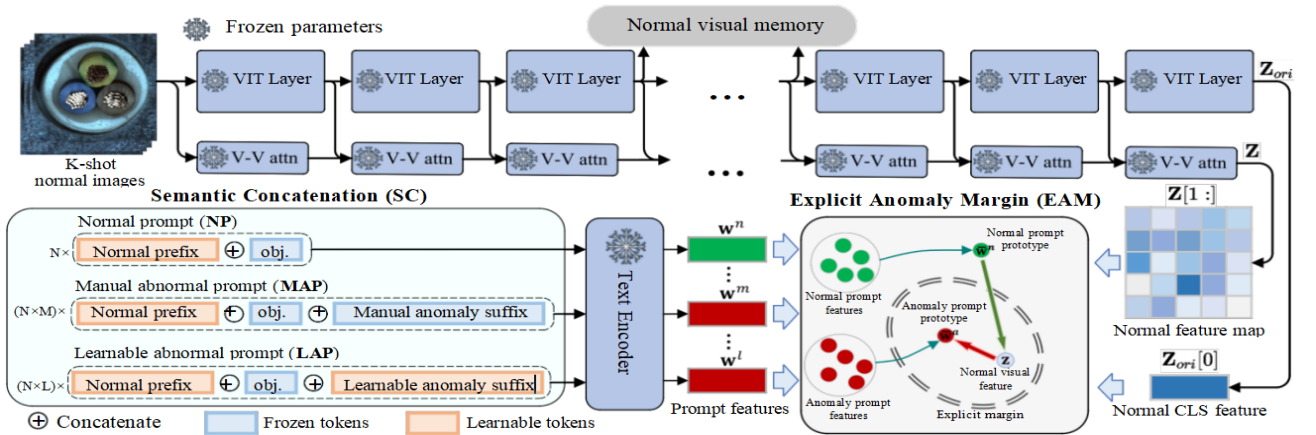 Frozen parameters
Normal visual memory
VIT Layer
VIT Layer
VIT Layer
...
VIT Layer
VIT Layer
VIT Layer
Z_ori
K-shot
normal images
V-V attn
V-V attn
V-V attn
...
V-V attn
V-V attn
V-V attn
Z
Semantic Concatenation (SC)
Normal prompt (NP)
N×
Normal prefix
⊕
obj.
Manual abnormal prompt (MAP)
(N×M)×
Normal prefix
⊕
obj.
⊕
Manual anomaly suffix
Learnable abnormal prompt (LAP)
(N×L)×
Normal prefix
⊕
obj.
⊕
Learnable anomaly suffix
⊕ Concatenate
Frozen tokens
Learnable tokens
Text Encoder
w^n
⋮
w^m
⋮
w^l
Prompt features
Explicit Anomaly Margin (EAM)
Normal prompt
prototype
w̄^n
Normal prompt
features
Anomaly prompt
prototype
w̄^a
z
Normal visual
feature
Anomaly prompt
features
Explicit margin
Z[1 :]
Normal feature map
Z_ori[0]
Normal CLS feature